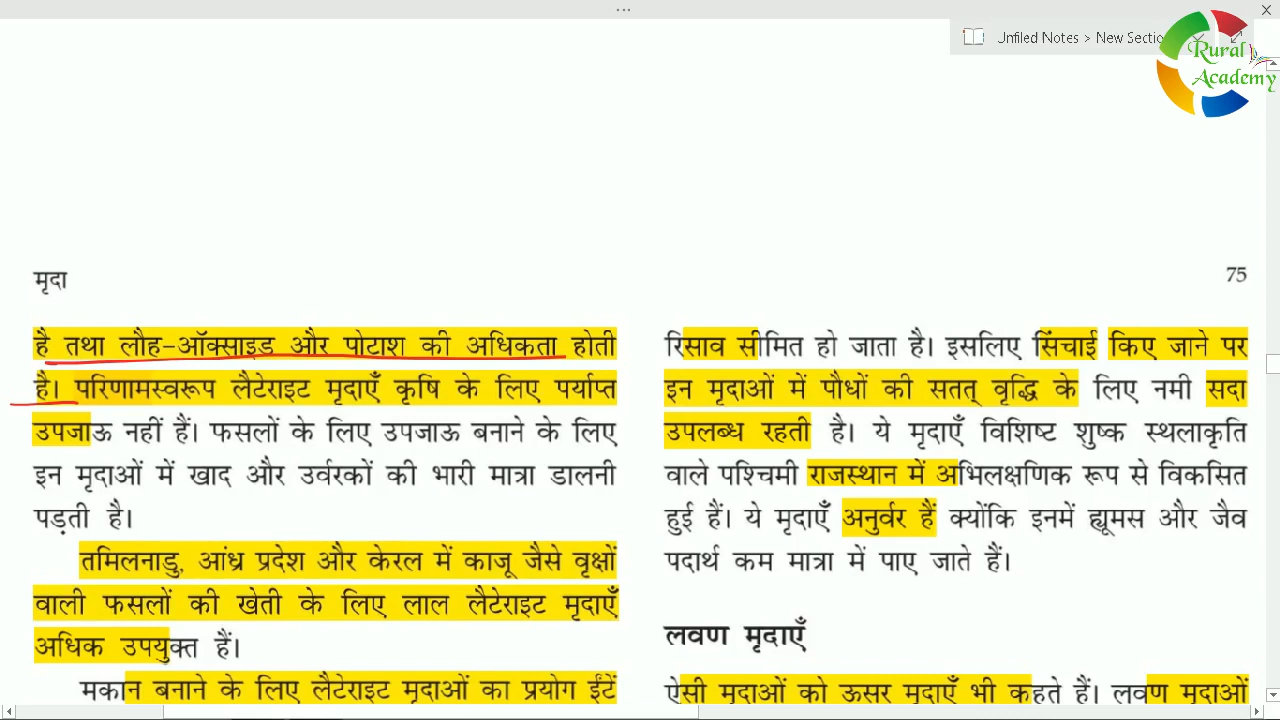 Unfiled Notes > New Sectio
Rural
Academy
मृदा
75
है तथा लौह-ऑक्साइड और पोटाश की अधिकता होती
है। परिणामस्वरूप लैटेराइट मृदाएँ कृषि के लिए पर्याप्त
उपजाऊ नहीं हैं। फसलों के लिए उपजाऊ बनाने के लिए
इन मृदाओं में खाद और उर्वरकों की भारी मात्रा डालनी
पड़ती है।
तमिलनाडु, आंध्र प्रदेश और केरल में काजू जैसे वृक्षों
वाली फसलों की खेती के लिए लाल लैटेराइट मृदाएँ
अधिक उपयुक्त हैं।
मकान बनाने के लिए लैटेराइट मृदाओं का प्रयोग ईंटें
रिसाव सीमित हो जाता है। इसलिए सिंचाई किए जाने पर
इन मृदाओं में पौधों की सतत् वृद्धि के लिए नमी सदा
उपलब्ध रहती है। ये मृदाएँ विशिष्ट शुष्क स्थलाकृति
वाले पश्चिमी राजस्थान में अभिलक्षणिक रूप से विकसित
हुई हैं। ये मृदाएँ अनुर्वर हैं क्योंकि इनमें ह्यूमस और जैव
पदार्थ कम मात्रा में पाए जाते हैं।
लवण मृदाएँ
ऐसी मृदाओं को ऊसर मृदाएँ भी कहते हैं। लवण मृदाओं